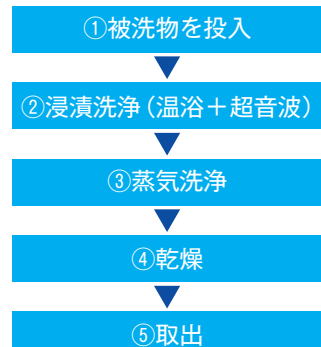 ①被洗物を投入
②浸漬洗浄（温浴＋超音波）
③蒸気洗浄
④乾燥
⑤取出